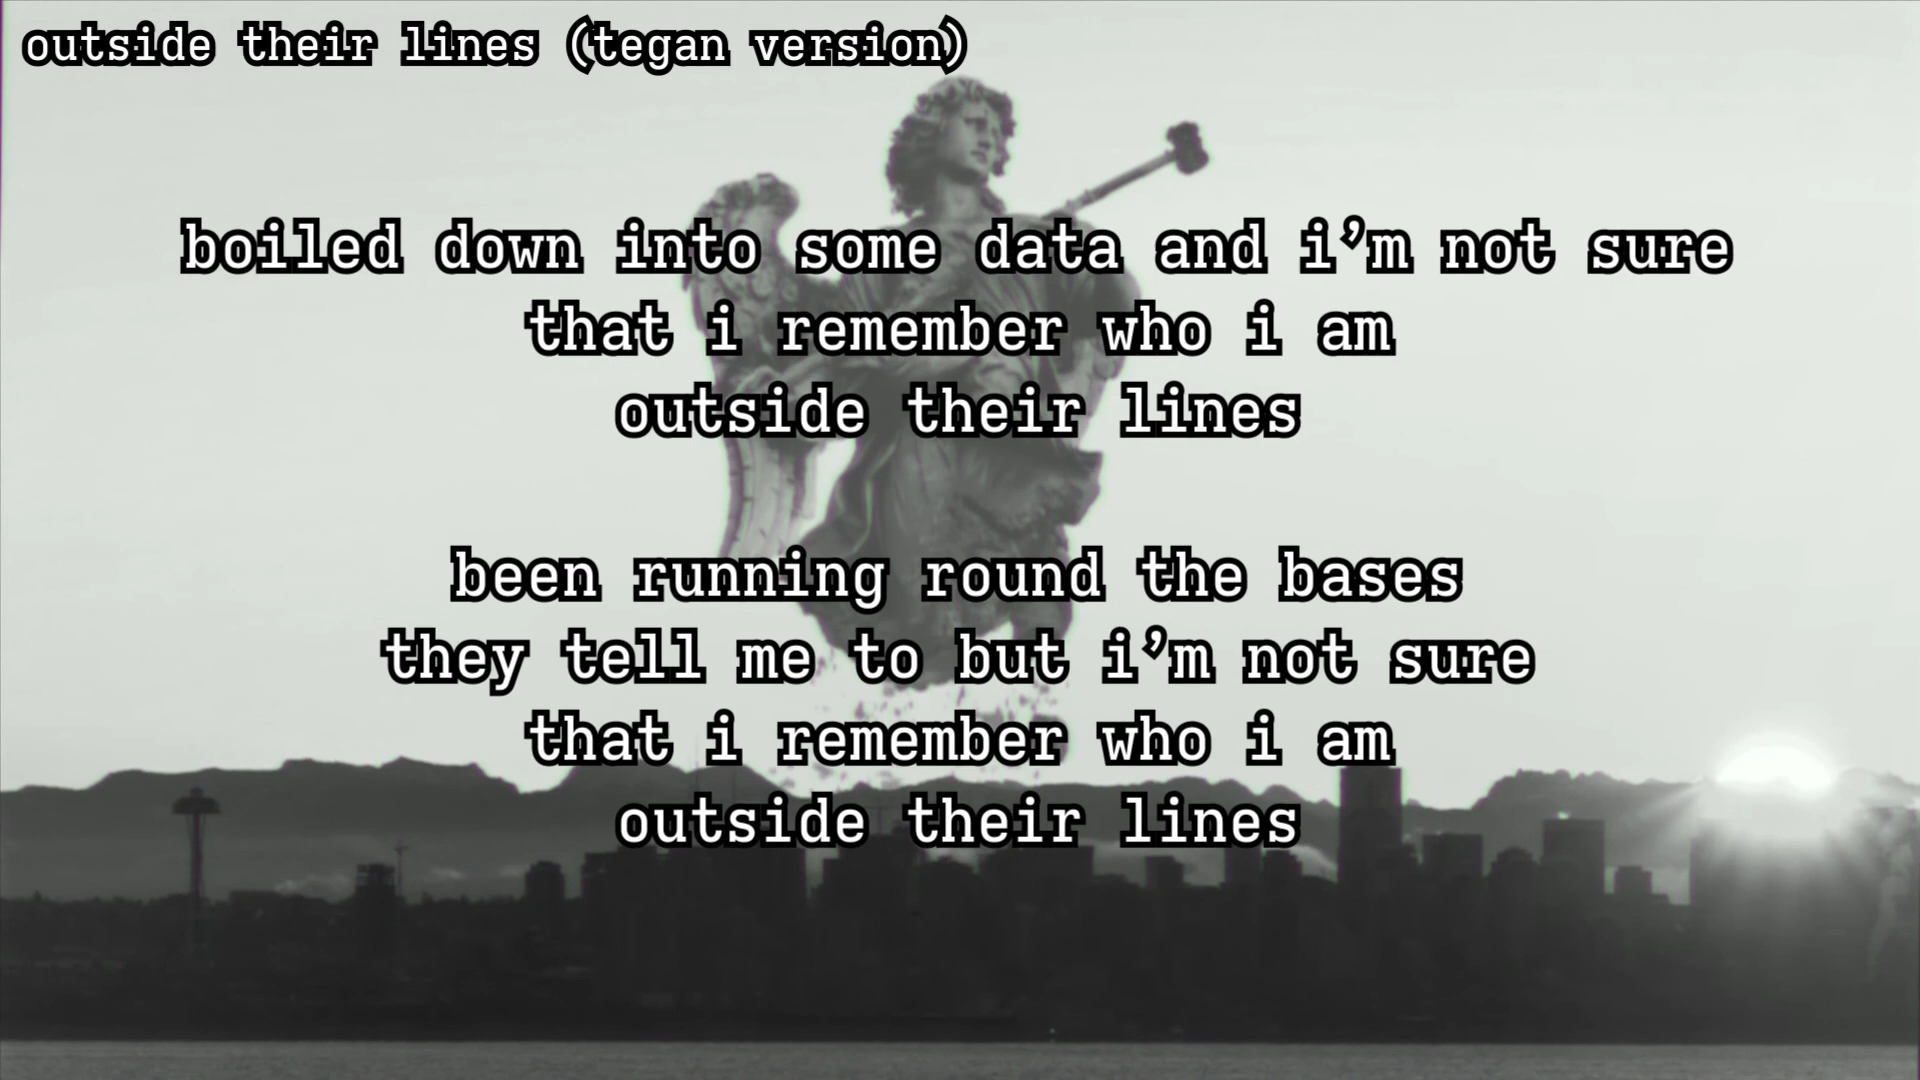 outside their lines (tegan version)
boiled down into some data and i’m not sure
that i remember who i am
outside their lines
been running round the bases
they tell me to but i’m not sure
that i remember who i am
outside their lines